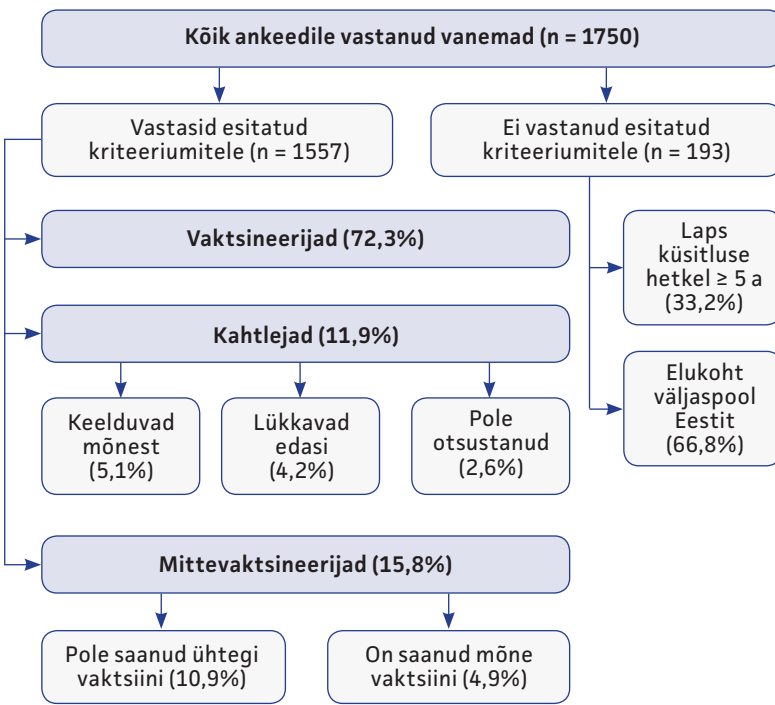 Kõik ankeedile vastanud vanemad (n = 1750)
Vastasid esitatud
kriteeriumitele (n = 1557)
Ei vastanud esitatud
kriteeriumitele (n = 193)
Vaktsineerijad (72,3%)
Laps
küsitluse
hetkel ≥ 5 a
(33,2%)
Kahtlejad (11,9%)
Elukoht
väljaspool
Eestit
(66,8%)
Keelduvad
mõnest
(5,1%)
Lükkavad
edasi
(4,2%)
Pole
otsustanud
(2,6%)
Mittevaktsineerijad (15,8%)
Pole saanud ühtegi
vaktsiini (10,9%)
On saanud mõne
vaktsiini (4,9%)